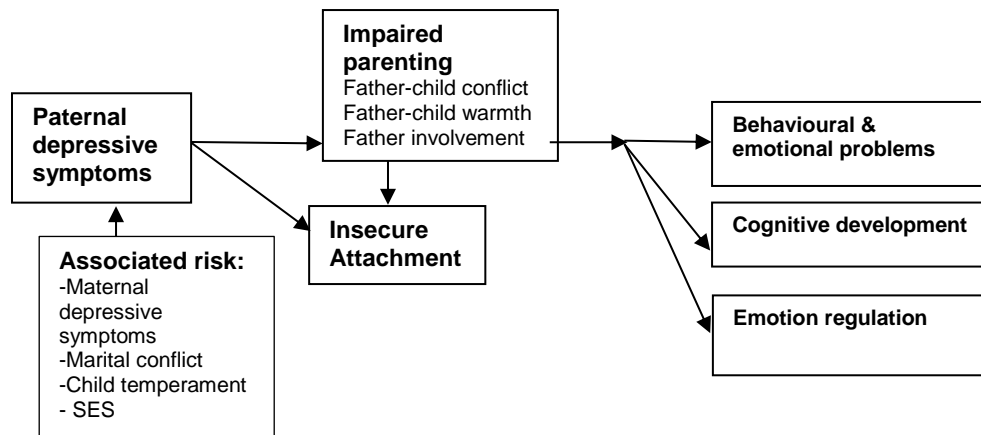 Impaired
parenting
Father-child conflict
Father-child warmth
Father involvement
Paternal
depressive
symptoms
Behavioural &
emotional problems
Insecure
Attachment
Cognitive development
Associated risk:
-Maternal
depressive
symptoms
-Marital conflict
-Child temperament
- SES
Emotion regulation